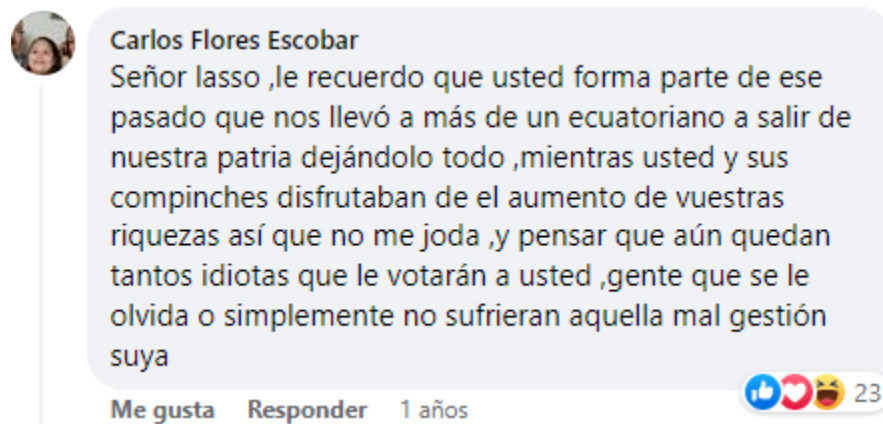 Carlos Flores Escobar
Señor lasso ,le recuerdo que usted forma parte de ese
pasado que nos llevó a más de un ecuatoriano a salir de
nuestra patria dejándolo todo ,mientras usted y sus
compinches disfrutaban de el aumento de vuestras
riquezas así que no me joda ,y pensar que aún quedan
tantos idiotas que le votarán a usted ,gente que se le
olvida o simplemente no sufrieran aquella mal gestión
suya
Me gusta Responder 1 años 23